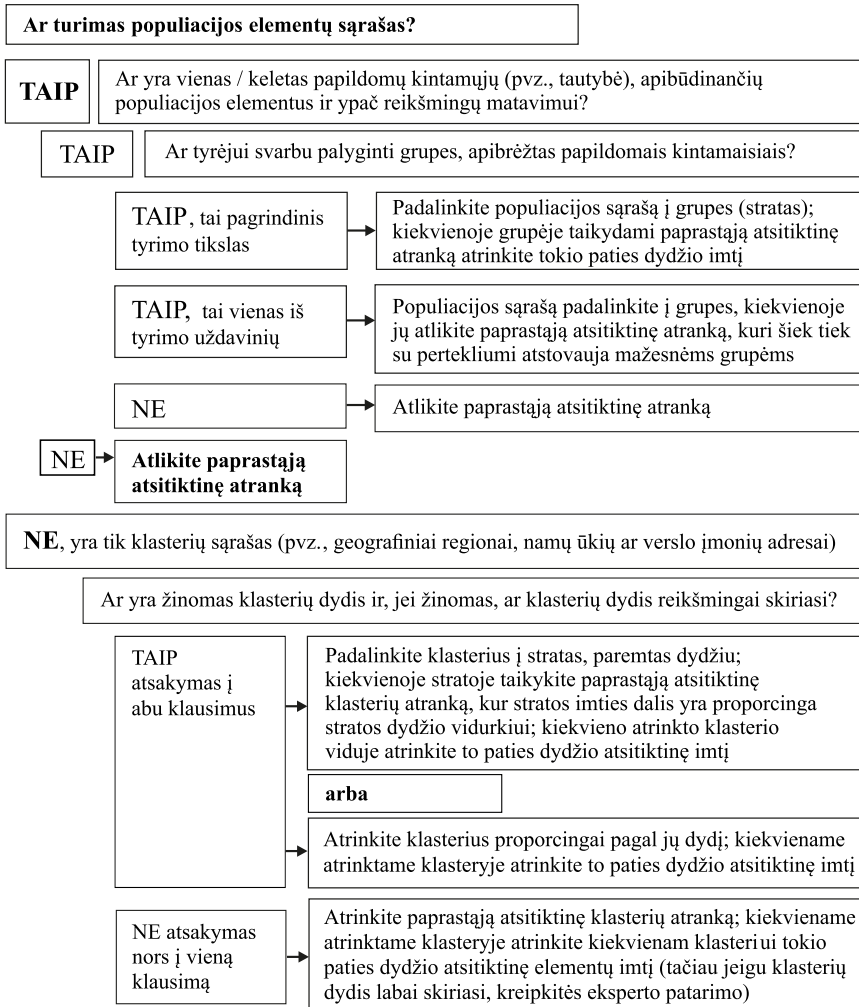 Ar turimas populiacijos elementų sąrašas?
TAIP
Ar yra vienas / keletas papildomų kintamųjų (pvz., tautybė), apibūdinančių
populiacijos elementus ir ypač reikšmingų matavimui?
TAIP
Ar tyrėjui svarbu palyginti grupes, apibrėžtas papildomais kintamaisiais?
TAIP, tai pagrindinis
tyrimo tikslas
Padalinkite populiacijos sąrašą į grupes (stratas);
kiekvienoje grupėje taikydami paprastąją atsitiktinę
atranką atrinkite tokio paties dydžio imtį
TAIP, tai vienas iš
tyrimo uždavinių
Populiacijos sąrašą padalinkite į grupes, kiekvienoje
jų atlikite paprastąją atsitiktinę atranką, kuri šiek tiek
su pertekliumi atstovauja mažesnėms grupėms
NE
Atlikite paprastąją atsitiktinę atranką
NE
Atlikite paprastąją
atsitiktinę atranką
NE, yra tik klasterių sąrašas (pvz., geografiniai regionai, namų ūkių ar verslo įmonių adresai)
Ar yra žinomas klasterių dydis ir, jei žinomas, ar klasterių dydis reikšmingai skiriasi?
TAIP
atsakymas į
abu klausimus
Padalinkite klasterius į stratas, paremtas dydžiu;
kiekvienoje stratoje taikykite paprastąją atsitiktinę
klasterių atranką, kur stratos imties dalis yra proporcinga
stratos dydžio vidurkiui; kiekvieno atrinkto klasterio
viduje atrinkite to paties dydžio atsitiktinę imtį
arba
Atrinkite klasterius proporcingai pagal jų dydį; kiekviename
atrinktame klasteryje atrinkite to paties dydžio atsitiktinę imtį
NE atsakymas
nors į vieną
klausimą
Atrinkite paprastąją atsitiktinę klasterių atranką; kiekviename
atrinktame klasteryje atrinkite kiekvienam klasteriui tokio
paties dydžio atsitiktinę elementų imtį (tačiau jeigu klasterių
dydis labai skiriasi, kreipkitės eksperto patarimo)